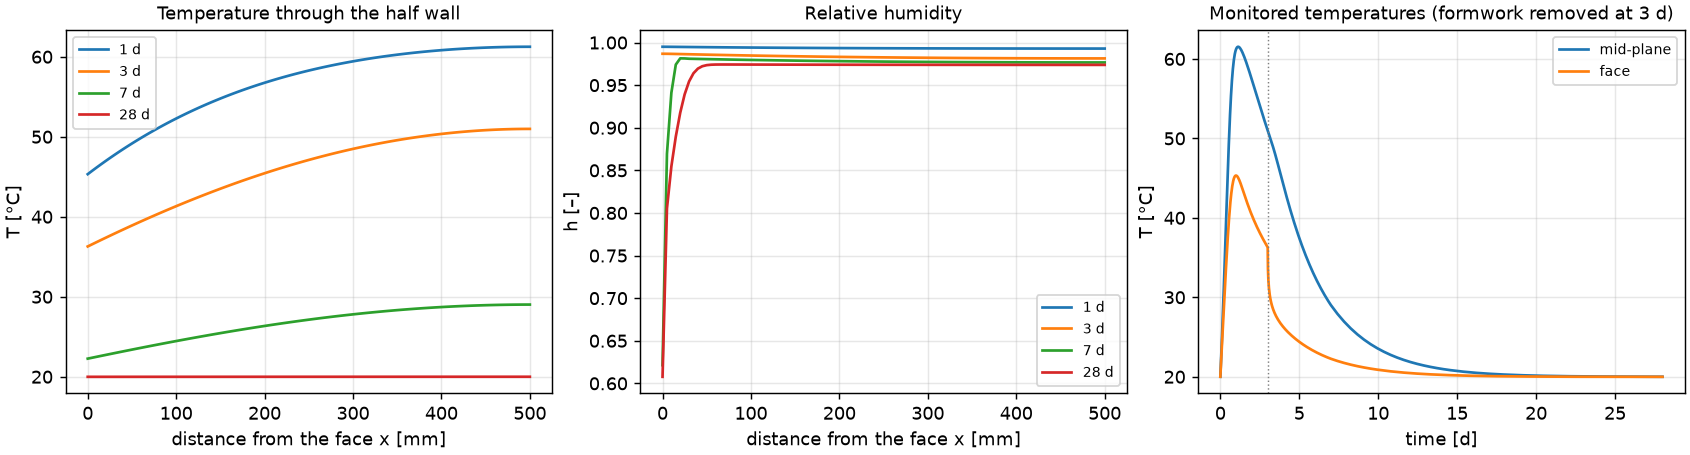 Temperature through the half wall
T [°C]
60
50
40
30
20
1 d
3 d
7 d
28 d
0
100
200
300
400
500
distance from the face x [mm]
Relative humidity
h [–]
1.00
0.95
0.90
0.85
0.80
0.75
0.70
0.65
0.60
1 d
3 d
7 d
28 d
0
100
200
300
400
500
distance from the face x [mm]
Monitored temperatures (formwork removed at 3 d)
T [°C]
60
50
40
30
20
mid-plane
face
0
5
10
15
20
25
time [d]